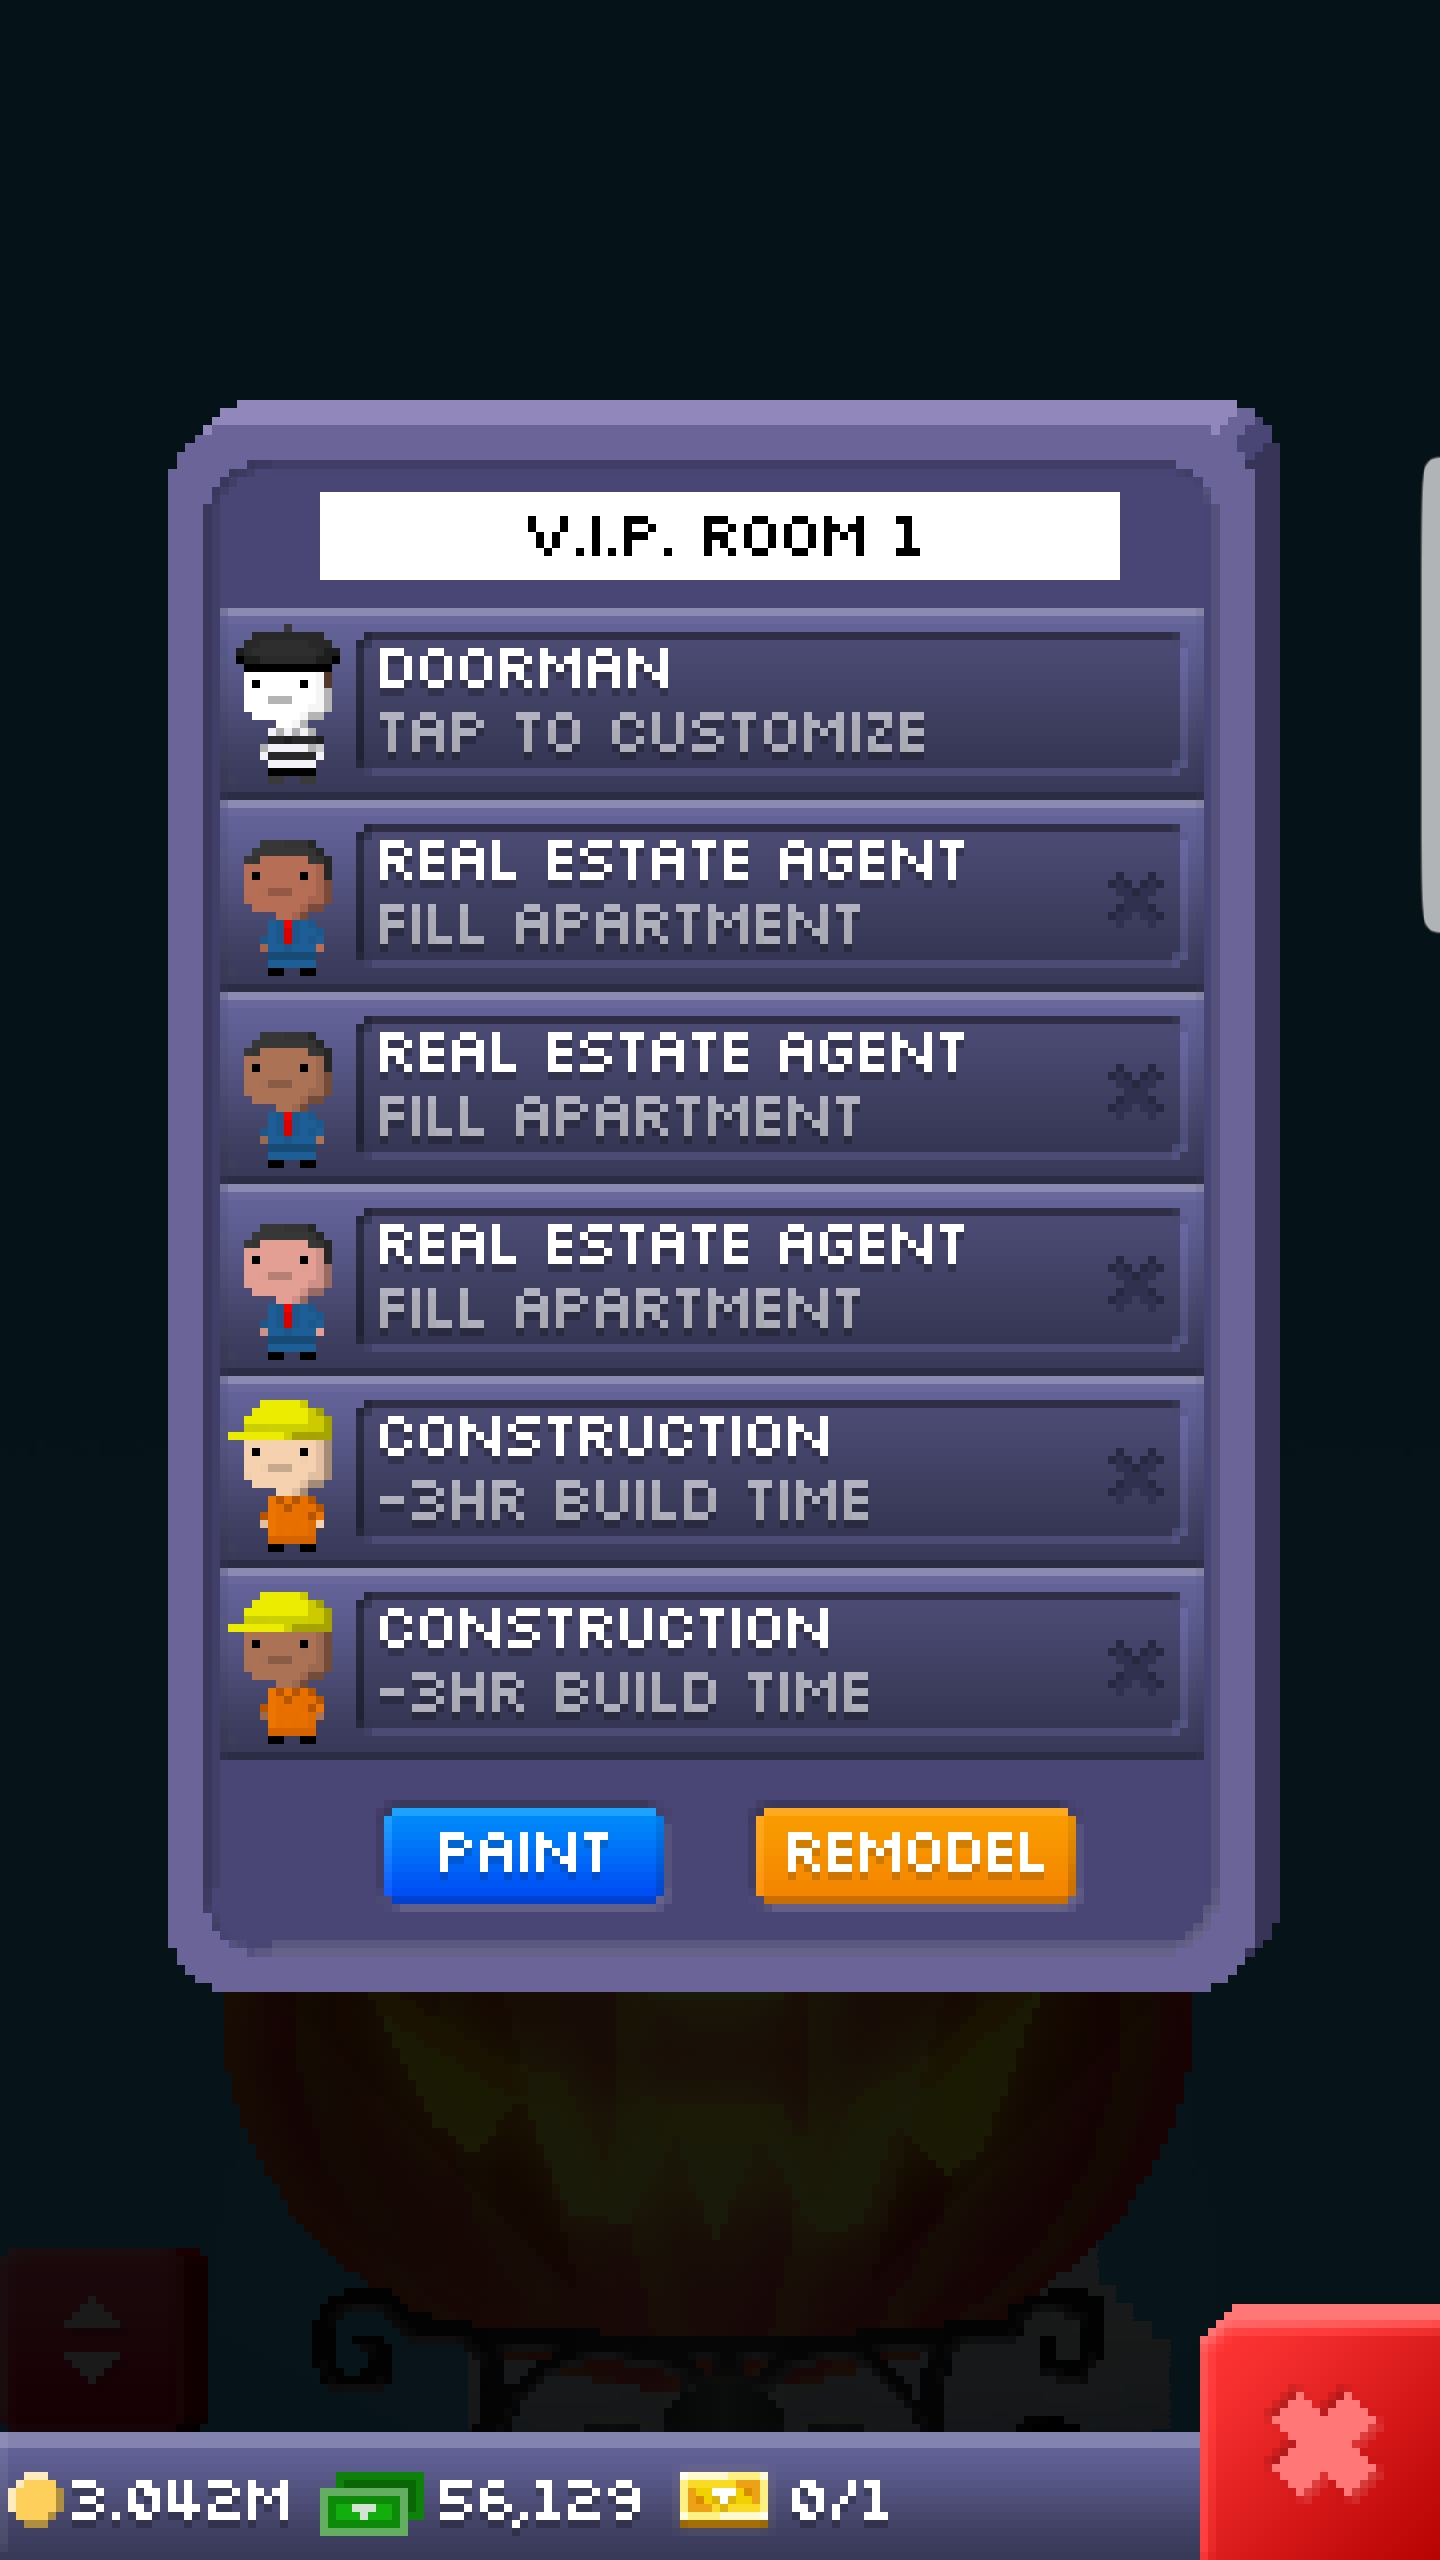 V.I.P. ROOM 1
DOORMAN
TAP TO CUSTOMIZE
REAL ESTATE AGENT
FILL APARTMENT
REAL ESTATE AGENT
FILL APARTMENT
REAL ESTATE AGENT
FILL APARTMENT
CONSTRUCTION
-3HR BUILD TIME
CONSTRUCTION
-3HR BUILD TIME
PAINT REMODEL
3.042M 56,129 0/1